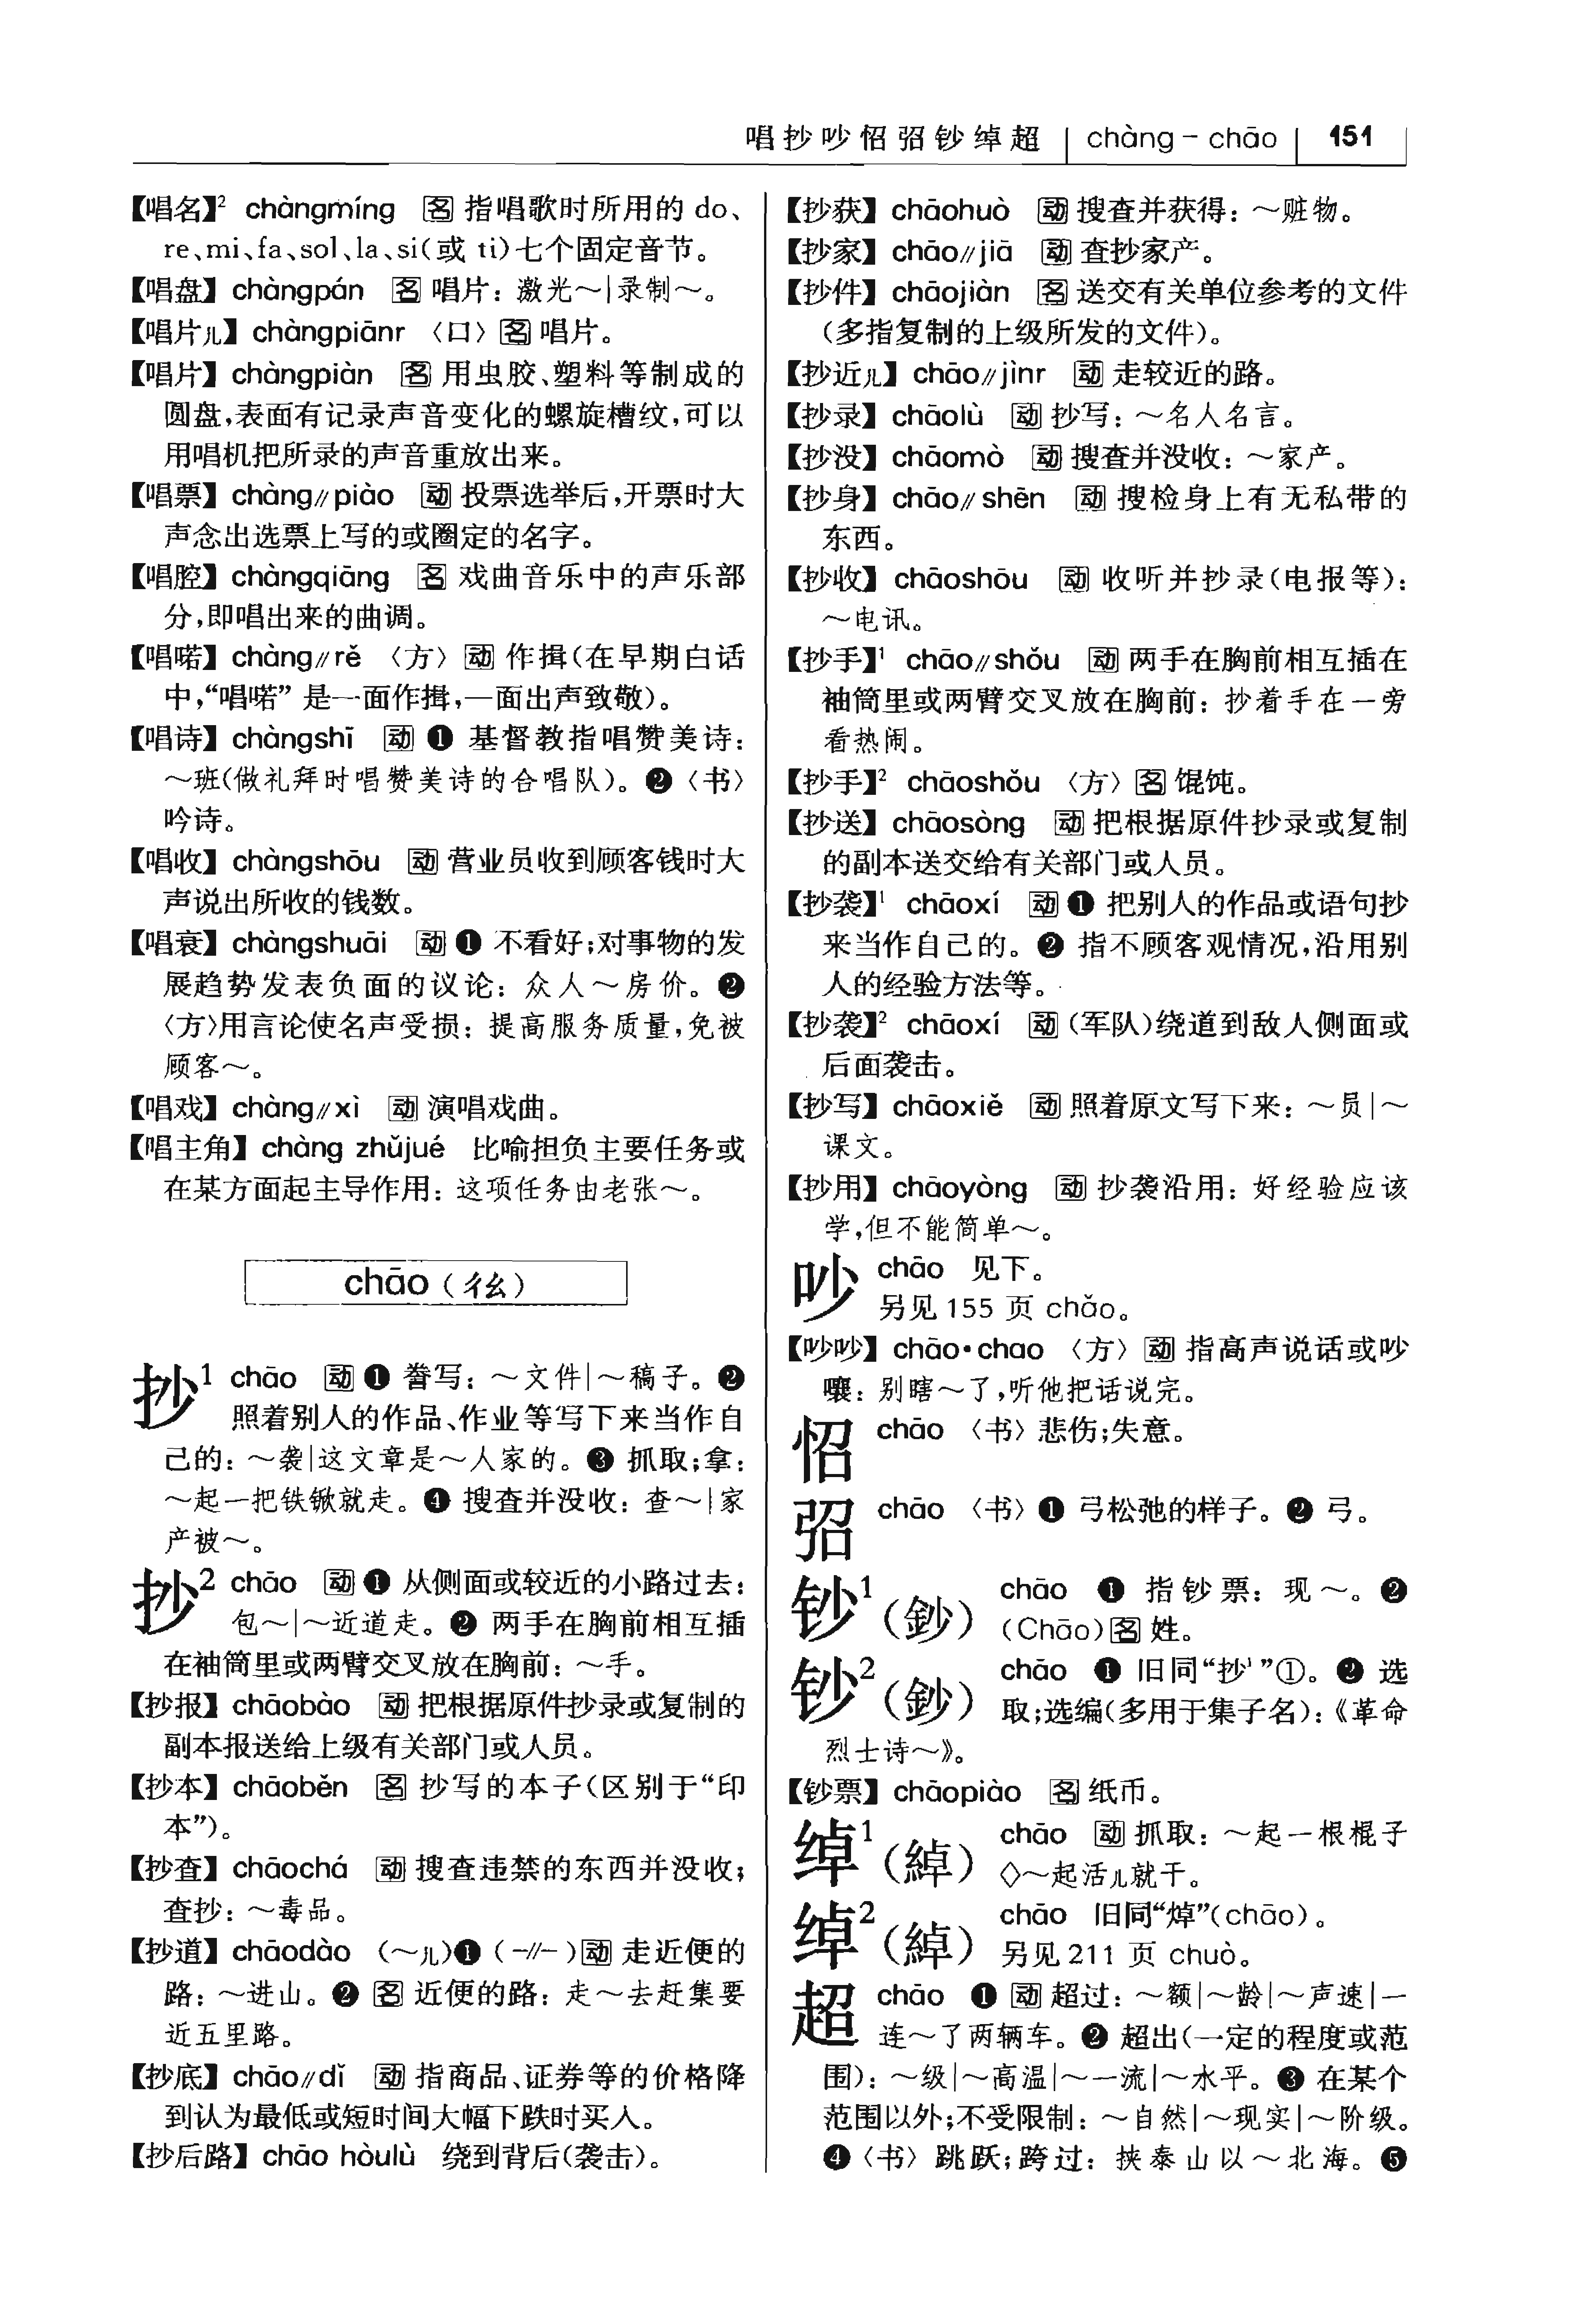 唱抄吵怊弨钞绰超 chàng – chāo 151
【唱名】² chàngmíng 名 指唱歌时所用的 do、
re、mi、fa、sol、la、si(或 ti)七个固定音节。
【唱盘】 chàngpán 名 唱片：激光～|录制～。
【唱片儿】 chàngpiānr 〈口〉名 唱片。
【唱片】 chàngpiàn 名 用虫胶、塑料等制成的
圆盘,表面有记录声音变化的螺旋槽纹,可以
用唱机把所录的声音重放出来。
【唱票】 chàng//piào 动 投票选举后,开票时大
声念出选票上写的或圈定的名字。
【唱腔】 chàngqiāng 名 戏曲音乐中的声乐部
分,即唱出来的曲调。
【唱喏】 chàng//rě 〈方〉动 作揖(在早期白话
中,“唱喏” 是一面作揖,一面出声致敬)。
【唱诗】 chàngshī 动 ❶ 基督教指唱赞美诗：
～班(做礼拜时唱赞美诗的合唱队)。❷〈书〉
吟诗。
【唱收】 chàngshōu 动 营业员收到顾客钱时大
声说出所收的钱数。
【唱衰】 chàngshuāi 动 ❶ 不看好;对事物的发
展趋势发表负面的议论：众人～房价。❷
〈方〉用言论使名声受损：提高服务质量,免被
顾客～。
【唱戏】 chàng//xì 动 演唱戏曲。
【唱主角】 chàng zhǔjué 比喻担负主要任务或
在某方面起主导作用：这项任务由老张～。
chāo (ㄔㄠ)
抄¹ chāo 动 ❶ 誊写：～文件|～稿子。❷
照着别人的作品、作业等写下来当作自
己的：～袭|这文章是～人家的。❸ 抓取;拿：
～起一把铁锨就走。❹ 搜查并没收：查～|家
产被～。
抄² chāo 动 ❶ 从侧面或较近的小路过去：
包～|～近道走。❷ 两手在胸前相互插
在袖筒里或两臂交叉放在胸前：～手。
【抄报】 chāobào 动 把根据原件抄录或复制的
副本报送给上级有关部门或人员。
【抄本】 chāoběn 名 抄写的本子(区别于“印
本”)。
【抄查】 chāochá 动 搜查违禁的东西并没收;
查抄：～毒品。
【抄道】 chāodào (～儿)❶ (-//-)动 走近便的
路：～进山。❷ 名 近便的路：走～去赶集要
近五里路。
【抄底】 chāo//dǐ 动 指商品、证券等的价格降
到认为最低或短时间大幅下跌时买入。
【抄后路】 chāo hòulù 绕到背后(袭击)。
【抄获】 chāohuò 动 搜查并获得：～赃物。
【抄家】 chāo//jiā 动 查抄家产。
【抄件】 chāojiàn 名 送交有关单位参考的文件
(多指复制的上级所发的文件)。
【抄近儿】 chāo//jìnr 动 走较近的路。
【抄录】 chāolù 动 抄写：～名人名言。
【抄没】 chāomò 动 搜查并没收：～家产。
【抄身】 chāo//shēn 动 搜检身上有无私带的
东西。
【抄收】 chāoshōu 动 收听并抄录(电报等)：
～电讯。
【抄手】¹ chāo//shǒu 动 两手在胸前相互插在
袖筒里或两臂交叉放在胸前：抄着手在一旁
看热闹。
【抄手】² chāoshǒu 〈方〉名 馄饨。
【抄送】 chāosòng 动 把根据原件抄录或复制
的副本送交给有关部门或人员。
【抄袭】¹ chāoxí 动 ❶ 把别人的作品或语句抄
来当作自己的。❷ 指不顾客观情况,沿用别
人的经验方法等。
【抄袭】² chāoxí 动 (军队)绕道到敌人侧面或
后面袭击。
【抄写】 chāoxiě 动 照着原文写下来：～员|～
课文。
【抄用】 chāoyòng 动 抄袭沿用：好经验应该
学,但不能简单～。
吵 chāo 见下。
另见155 页 chǎo。
【吵吵】 chāo•chao 〈方〉动 指高声说话或吵
嚷：别瞎～了,听他把话说完。
怊 chāo 〈书〉悲伤;失意。
弨 chāo 〈书〉❶ 弓松弛的样子。❷ 弓。
钞¹(鈔) chāo ❶ 指钞票：现～。❷
(Chāo)名 姓。
钞²(鈔) chāo ❶ 旧同“抄¹”①。❷ 选
取;选编(多用于集子名)：《革命
烈士诗～》。
【钞票】 chāopiào 名 纸币。
绰¹(綽) chāo 动 抓取：～起一根棍子
◇～起活儿就干。
绰²(綽) chāo 旧同“焯”(chāo)。
另见211 页 chuò。
超 chāo ❶ 动 超过：～额|～龄|～声速|一
连～了两辆车。❷ 超出(一定的程度或范
围)：～级|～高温|～一流|～水平。❸ 在某个
范围以外;不受限制：～自然|～现实|～阶级。
❹〈书〉跳跃;跨过：挟泰山以～北海。❺